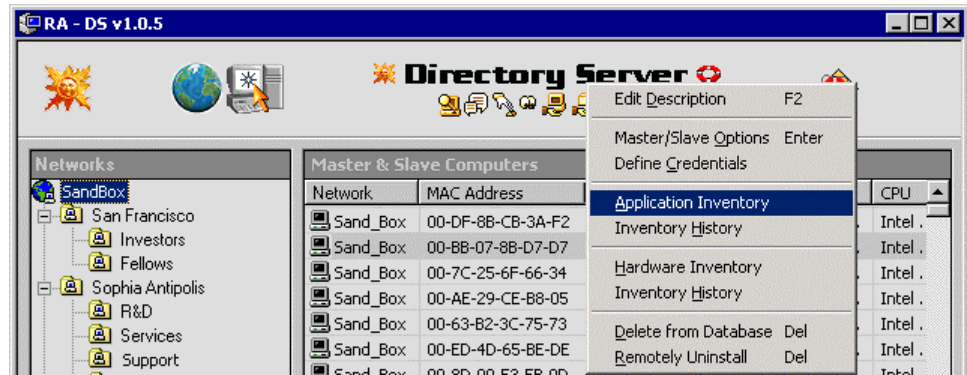 RA - DS v1.0.5
Directory Server
Edit Description F2
Master/Slave Options Enter
Define Credentials
Application Inventory
Inventory History
Hardware Inventory
Inventory History
Delete from Database Del
Remotely Uninstall Del
Networks
SandBox
San Francisco
Investors
Fellows
Sophia Antipolis
R&D
Services
Support
Master & Slave Computers
Network MAC Address CPU
Sand_Box 00-DF-8B-CB-3A-F2 Intel .
Sand_Box 00-BB-07-8B-D7-D7 Intel .
Sand_Box 00-7C-25-6F-66-34 Intel .
Sand_Box 00-AE-29-CE-B8-05 Intel .
Sand_Box 00-63-B2-3C-75-73 Intel .
Sand_Box 00-ED-4D-65-BE-DE Intel .